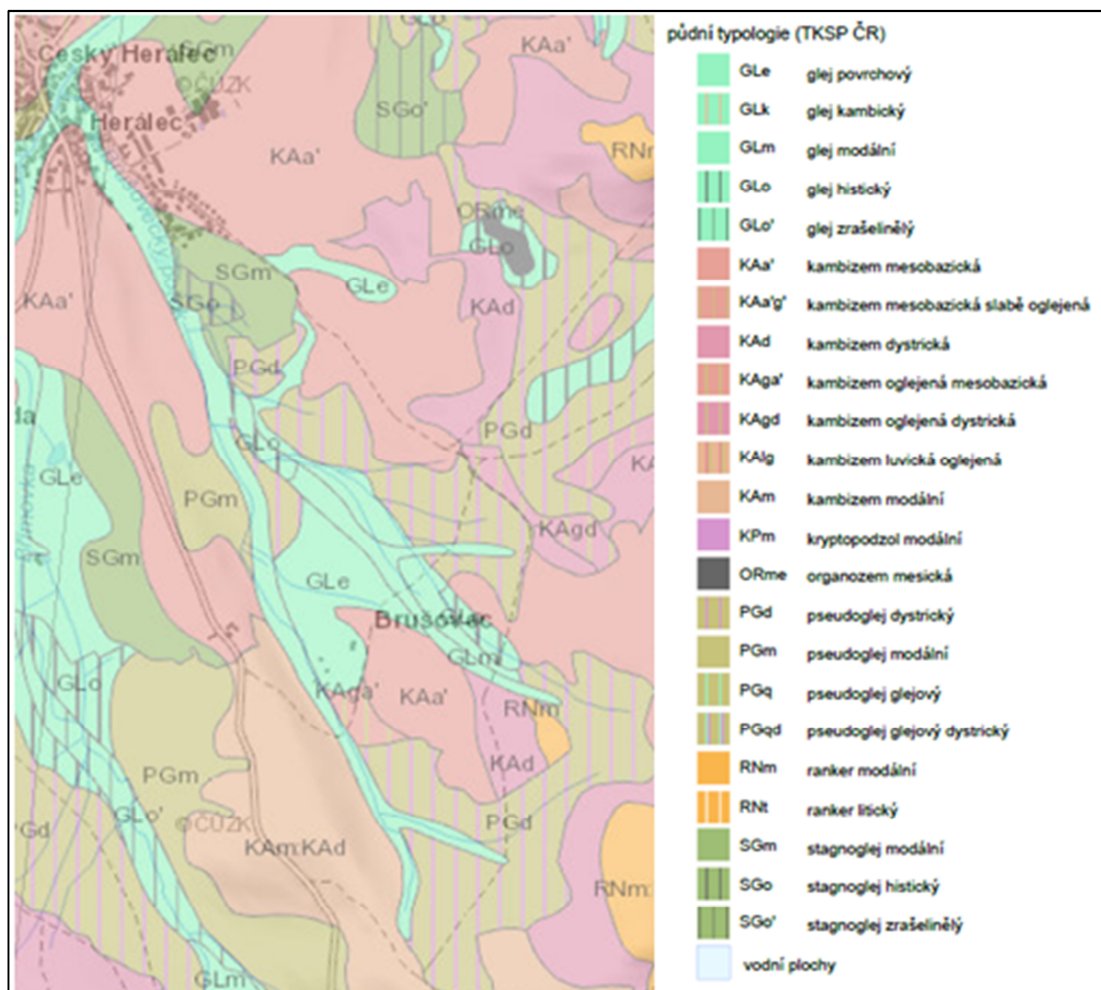 SGm
Český Herálec
©ČÚZK
Herálec
KAa'
SGo'
KAa'
RNm
ORme
GLo
SGm
GLe
SGo
KAa'
KAd
PGd
PGd
GLo
GLe
PGm
SGm
KAgd
GLe
Brušovec
GLm
GLo
KAga'
KAa'
RNm
KAd
PGm
GLo'
©ČÚZK
KAm:KAd
PGd
RNm:
GLm
půdní typologie (TKSP ČR)
GLe glej povrchový
GLk glej kambický
GLm glej modální
GLo glej histický
GLo' glej zrašelinělý
KAa' kambizem mesobazická
KAa'g' kambizem mesobazická slabě oglejená
KAd kambizem dystrická
KAga' kambizem oglejená mesobazická
KAgd kambizem oglejená dystrická
KAlg kambizem luvická oglejená
KAm kambizem modální
KPm kryptopodzol modální
ORme organozem mesická
PGd pseudoglej dystrický
PGm pseudoglej modální
PGq pseudoglej glejový
PGqd pseudoglej glejový dystrický
RNm ranker modální
RNt ranker litický
SGm stagnoglej modální
SGo stagnoglej histický
SGo' stagnoglej zrašelinělý
vodní plochy